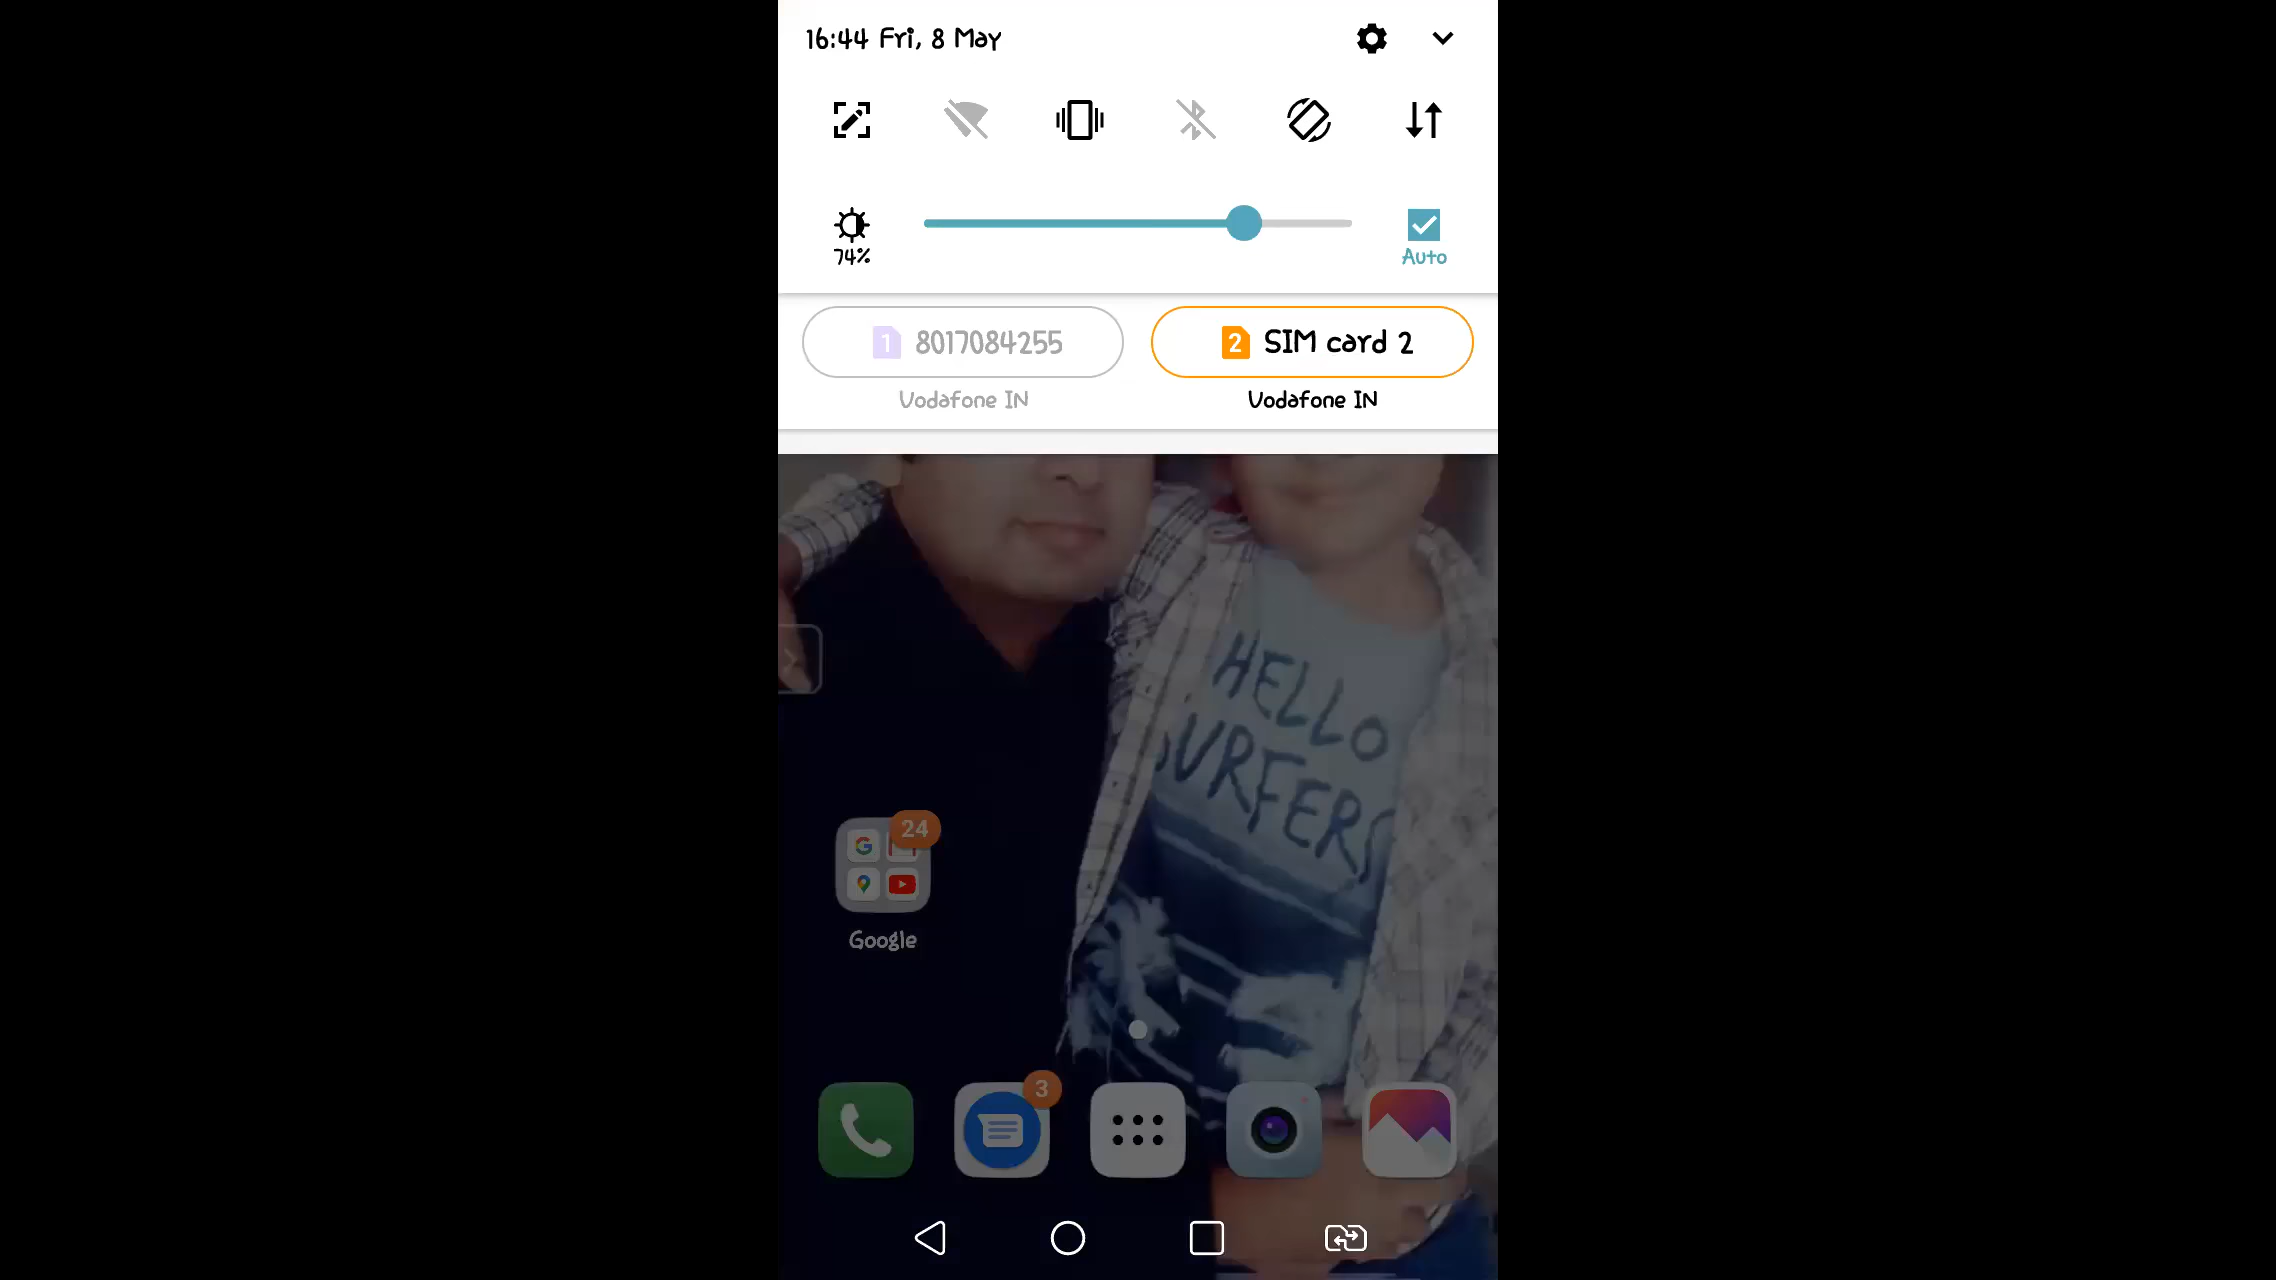 16:44 Fri, 8 May
74%
Auto
1 8017084255
2 SIM card 2
Vodafone IN
Vodafone IN
HELLO
SURFERS
24
Google
3